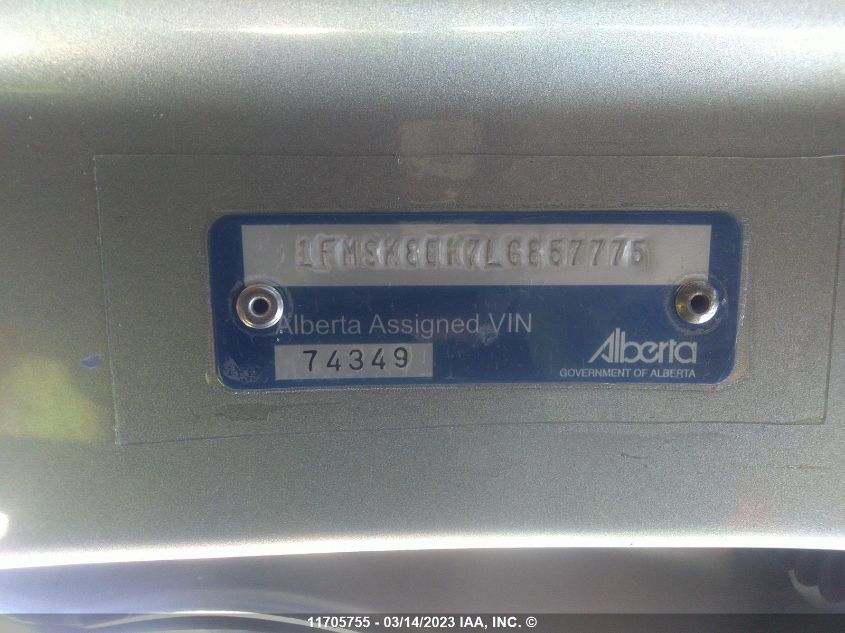 1FMSK8DH7LGB57775
Alberta Assigned VIN
74349
Alberta
GOVERNMENT OF ALBERTA
11705755 - 03/14/2023 IAA, INC. ©